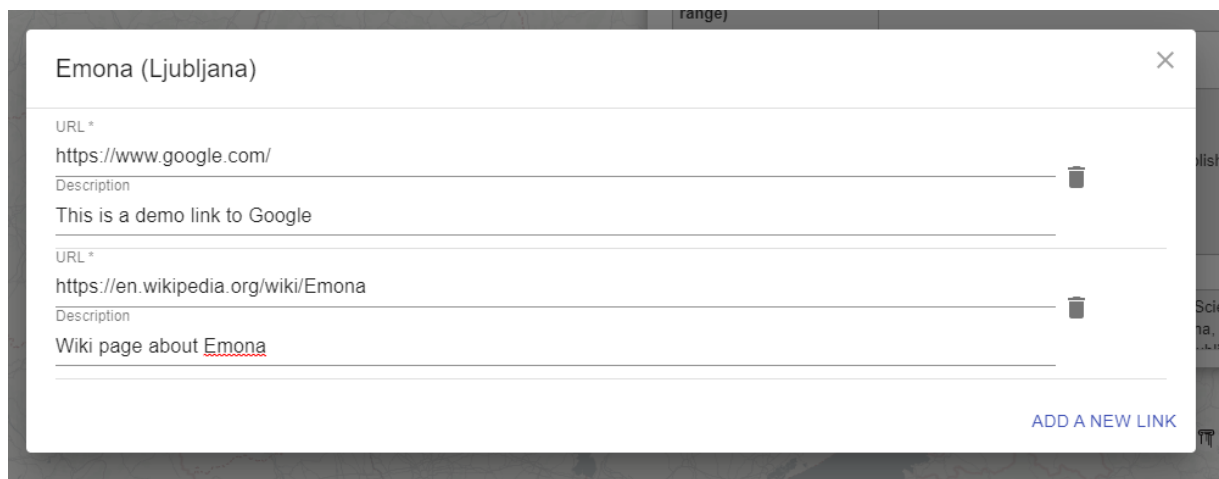 range)
Emona (Ljubljana)
URL *
https://www.google.com/
Description
This is a demo link to Google
URL *
https://en.wikipedia.org/wiki/Emona
Description
Wiki page about Emona
ADD A NEW LINK